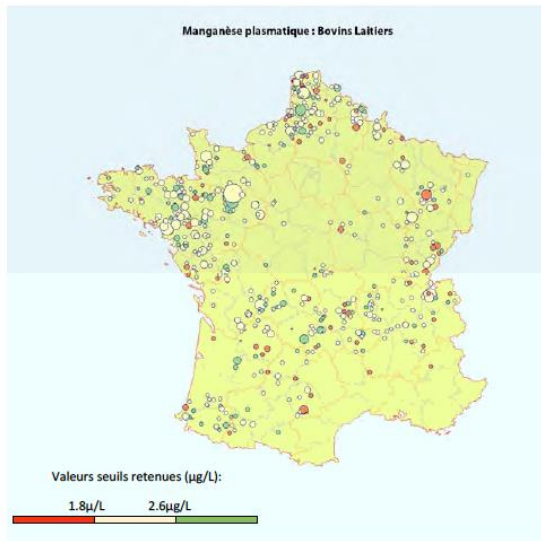 Manganèse plasmatique : Bovins Laitiers
Valeurs seuils retenues (µg/L):
1.8µ/L 2.6µg/L